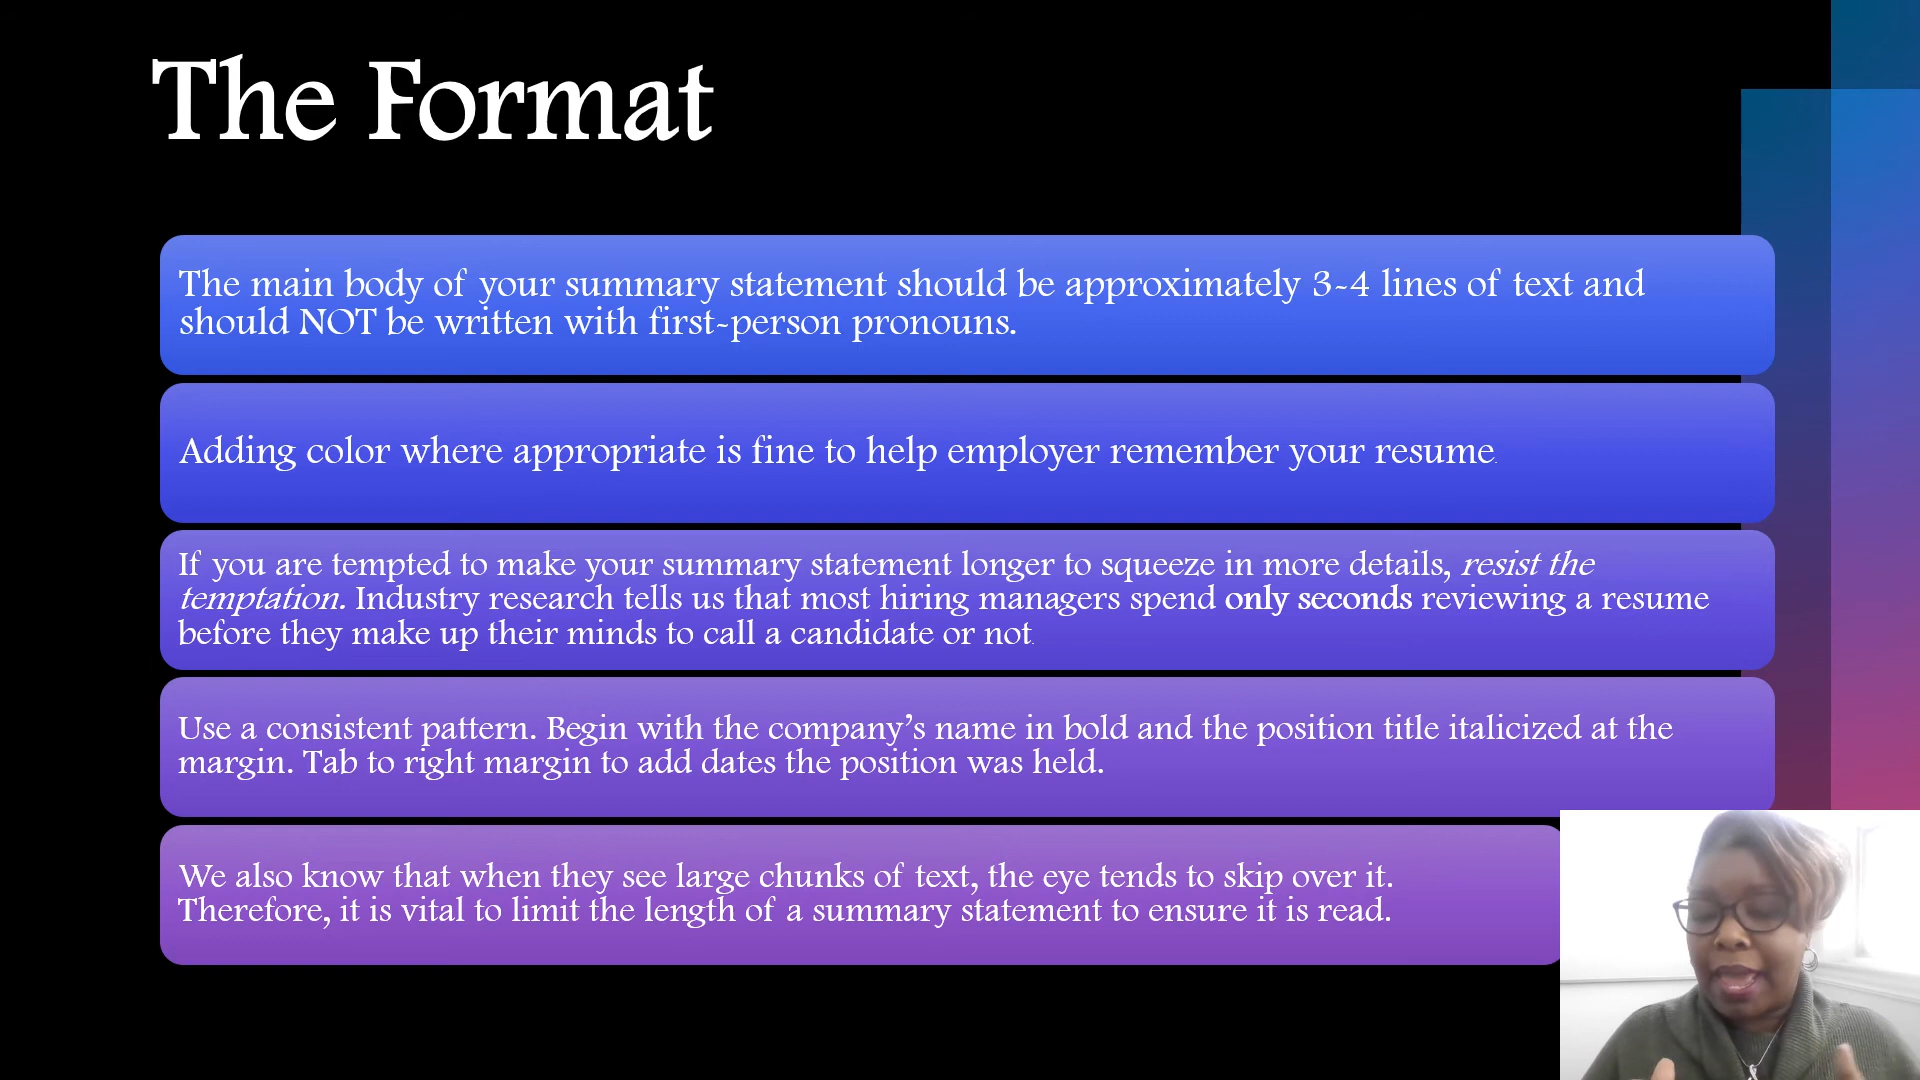 The Format
The main body of your summary statement should be approximately 3-4 lines of text and
should NOT be written with first-person pronouns.
Adding color where appropriate is fine to help employer remember your resume.
If you are tempted to make your summary statement longer to squeeze in more details, resist the
temptation. Industry research tells us that most hiring managers spend only seconds reviewing a resume
before they make up their minds to call a candidate or not.
Use a consistent pattern. Begin with the company’s name in bold and the position title italicized at the
margin. Tab to right margin to add dates the position was held.
We also know that when they see large chunks of text, the eye tends to skip over it.
Therefore, it is vital to limit the length of a summary statement to ensure it is read.